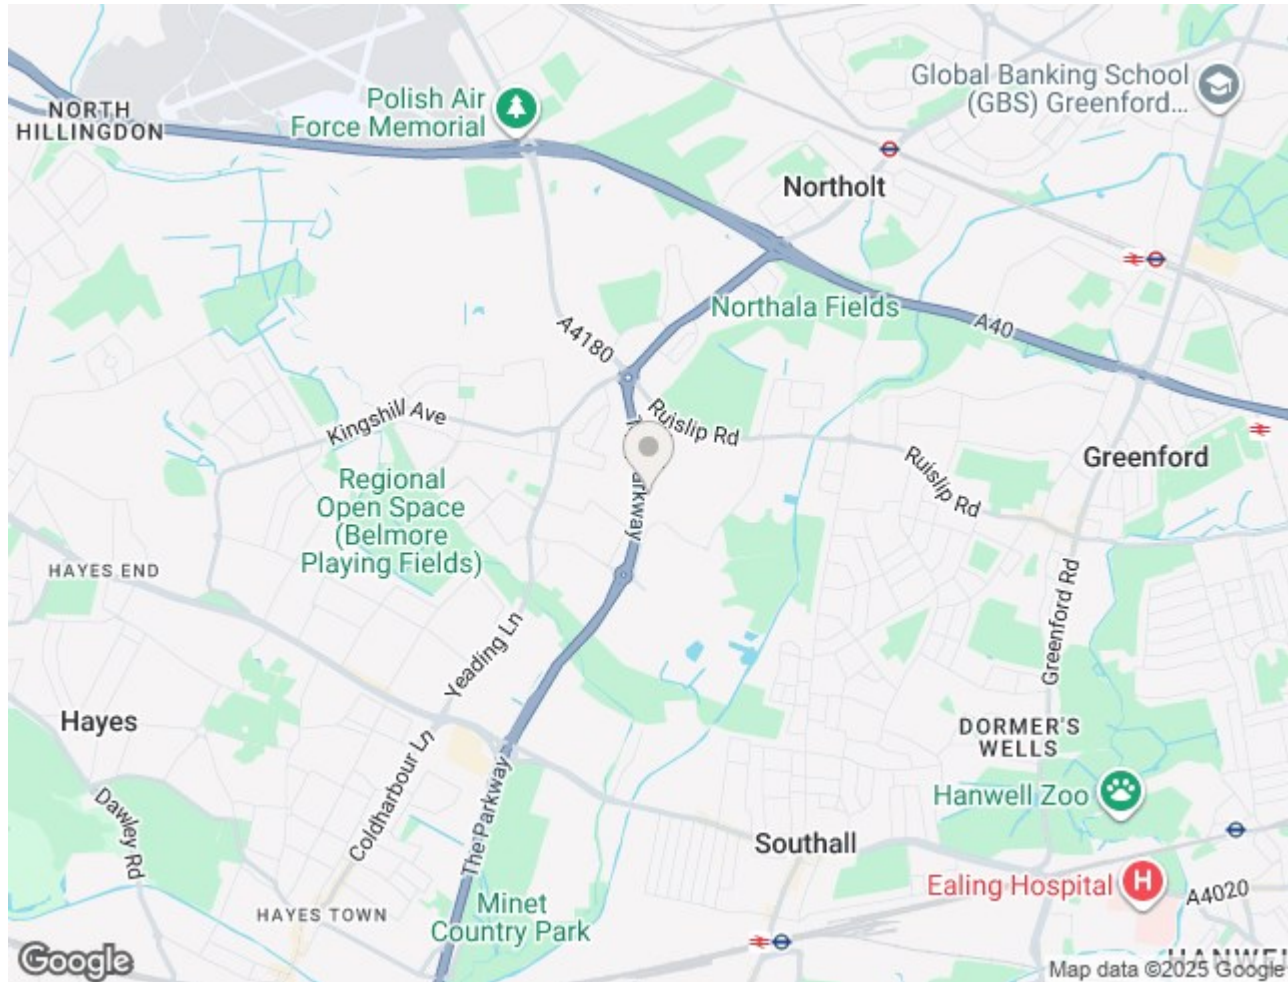 Global Banking School
(GBS) Greenford...
Polish Air
Force Memorial
NORTH
HILLINGDON
Northolt
Northala Fields
A40
A4180
Kingshill Ave
Ruislip Rd
Ruislip Rd
Greenford
Regional
Open Space
(Belmore
Playing Fields)
HAYES END
Greenford Rd
Yeading Ln
Hayes
DORMER'S
WELLS
Coldharbour Ln
The Parkway
Hanwell Zoo
Dawley Rd
Southall
Ealing Hospital
H
A4020
HAYES TOWN
Minet
Country Park
Google
Map data ©2025 Google